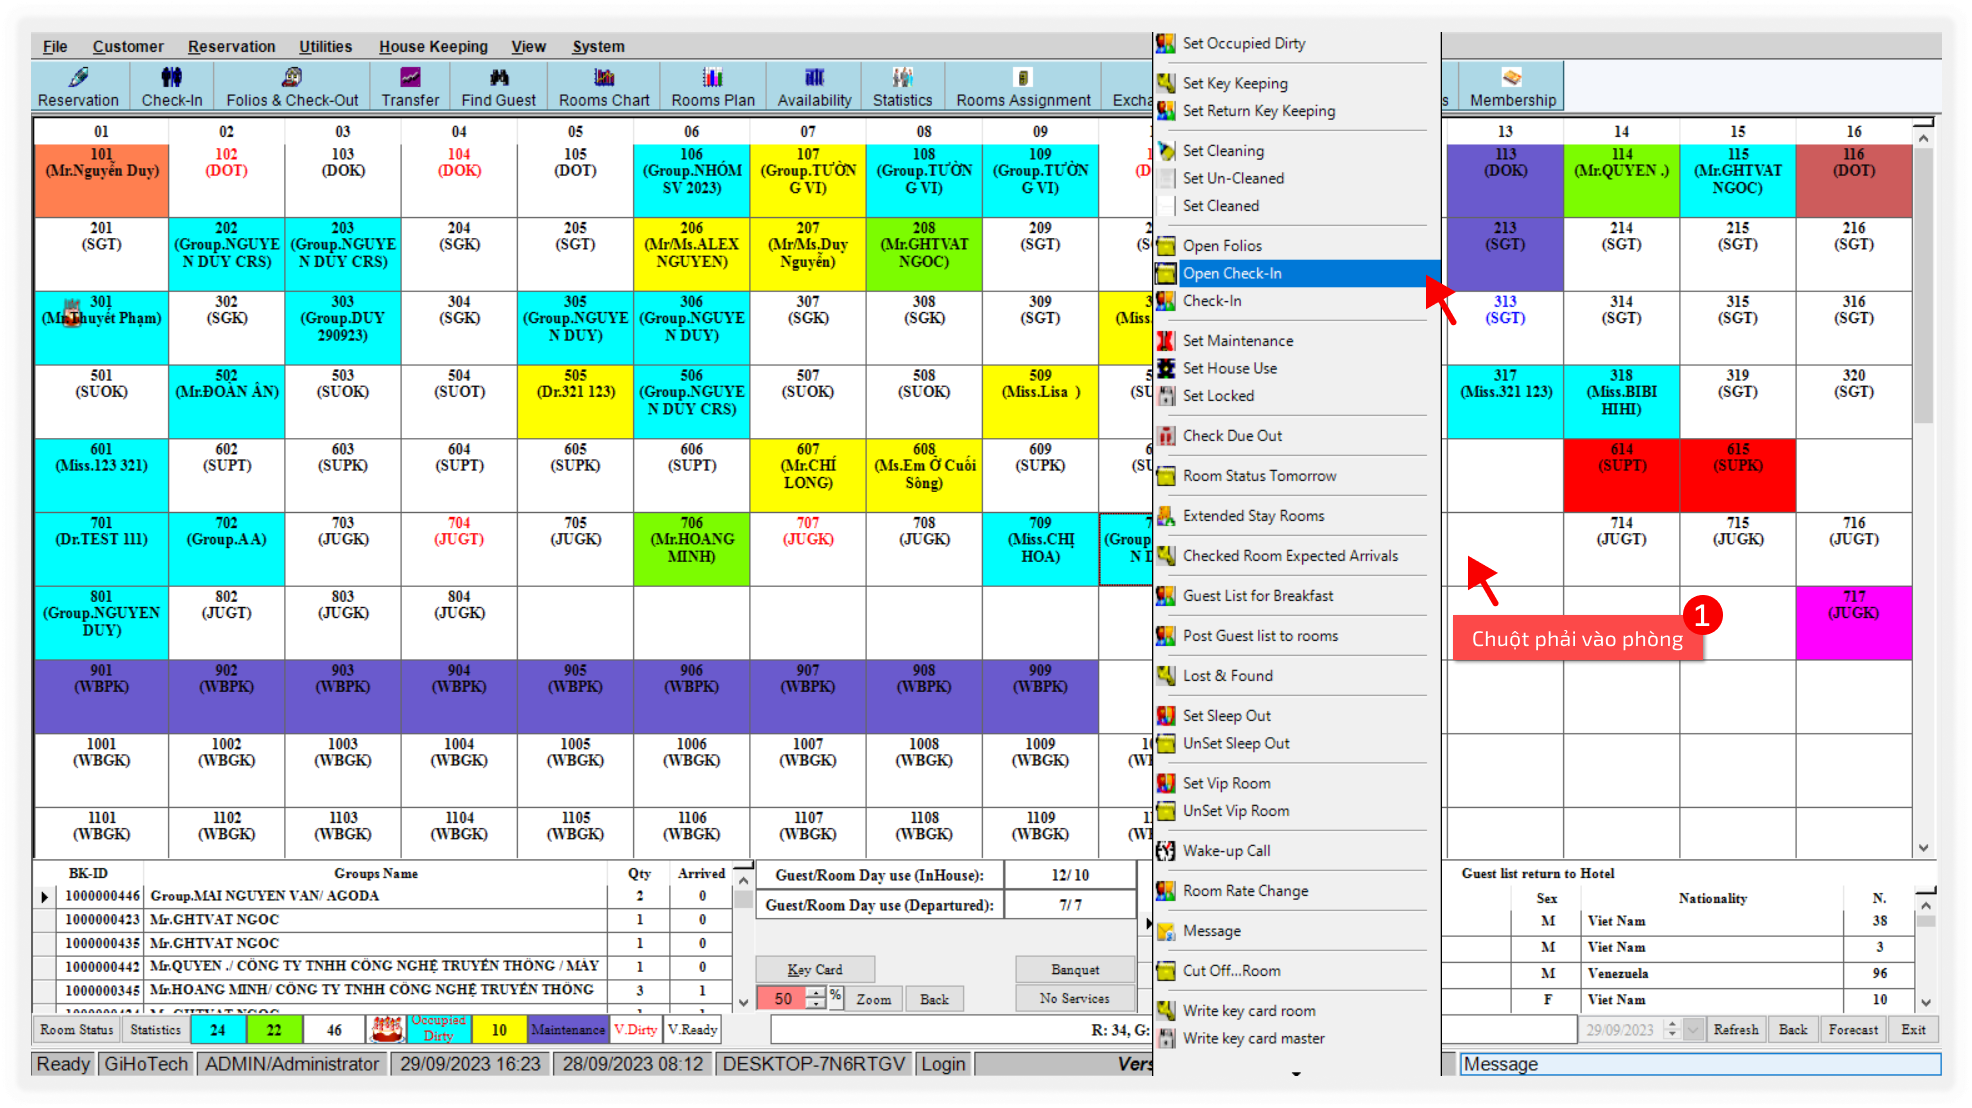 File Customer Reservation Utilities House Keeping View System
Reservation Check-In Folios & Check-Out Transfer Find Guest Rooms Chart Rooms Plan Availability Statistics Rooms Assignment Membership
01 02 03 04 05 06 07 08 09 13 14 15 16
101 102 103 104 105 106 107 108 109 113 114 115 116
(Mr.Nguyễn Duy) (DOT) (DOK) (DOK) (DOT) (Group.NHÓM (Group.TƯỜN (Group.TƯỜN (Group.TƯỜN (DOK) (Mr.QUYEN .) (Mr.GHTVAT (DOT)
SV 2023) G VI) G VI) G VI) NGOC)
201 202 203 204 205 206 207 208 209 213 214 215 216
(SGT) (Group.NGUYE (Group.NGUYE (SGK) (SGT) (Mr/Ms.ALEX (Mr/Ms.Duy (Mr.GHTVAT (SGT) (SGT) (SGT) (SGT) (SGT)
N DUY CRS) N DUY CRS) NGUYEN) Nguyễn) NGOC)
301 302 303 304 305 306 307 308 309 313 314 315 316
(Mr.Thuyết Phạm) (SGK) (Group.DUY (SGK) (Group.NGUYE (Group.NGUYE (SGK) (SGK) (SGT) (Miss. (SGT) (SGT) (SGT) (SGT)
290923) N DUY) N DUY)
501 502 503 504 505 506 507 508 509 317 318 319 320
(SUOK) (Mr.ĐOÀN ÂN) (SUOK) (SUOT) (Dr.321 123) (Group.NGUYE (SUOK) (SUOK) (Miss.Lisa ) (Miss.321 123) (Miss.BIBI (SGT) (SGT)
N DUY CRS) HIHI)
601 602 603 604 605 606 607 608 609 614 615
(Miss.123 321) (SUPT) (SUPK) (SUPT) (SUPK) (SUPT) (Mr.CHÍ (Ms.Em Ở Cuối (SUPK) (SUPT) (SUPK)
LONG) Sông)
701 702 703 704 705 706 707 708 709 714 715 716
(Dr.TEST 111) (Group.AA) (JUGK) (JUGT) (JUGK) (Mr.HOANG (JUGK) (JUGK) (Miss.CHỊ (Group (JUGT) (JUGK) (JUGT)
MINH) HOA)
801 802 803 804 717
(Group.NGUYEN (JUGT) (JUGK) (JUGK) (JUGK)
DUY)
901 902 903 904 905 906 907 908 909
(WBPK) (WBPK) (WBPK) (WBPK) (WBPK) (WBPK) (WBPK) (WBPK) (WBPK)
1001 1002 1003 1004 1005 1006 1007 1008 1009
(WBGK) (WBGK) (WBGK) (WBGK) (WBGK) (WBGK) (WBGK) (WBGK) (WBGK)
1101 1102 1103 1104 1105 1106 1107 1108 1109
(WBGK) (WBGK) (WBGK) (WBGK) (WBGK) (WBGK) (WBGK) (WBGK) (WBGK)
Set Occupied Dirty
Set Key Keeping
Set Return Key Keeping
Set Cleaning
Set Un-Cleaned
Set Cleaned
Open Folios
Open Check-In
Check-In
Set Maintenance
Set House Use
Set Locked
Check Due Out
Room Status Tomorrow
Extended Stay Rooms
Checked Room Expected Arrivals
Guest List for Breakfast
Post Guest list to rooms
Lost & Found
Set Sleep Out
UnSet Sleep Out
Set Vip Room
UnSet Vip Room
Wake-up Call
Room Rate Change
Message
Cut Off...Room
Write key card room
Write key card master
1
Chuột phải vào phòng
BK-ID Groups Name Qty Arrived
1000000446 Group.MAI NGUYEN VAN/ AGODA 2 0
1000000423 Mr.GHTVAT NGOC 1 0
1000000435 Mr.GHTVAT NGOC 1 0
1000000442 Mr.QUYEN ./ CÔNG TY TNHH CÔNG NGHỆ TRUYỀN THÔNG / MÁY 1 0
1000000345 Mr.HOANG MINH/ CÔNG TY TNHH CÔNG NGHỆ TRUYỀN THÔNG 3 1
Guest/Room Day use (InHouse): 12/ 10
Guest/Room Day use (Departured): 7/ 7
Key Card Banquet
50 % Zoom Back No Services
Guest list return to Hotel
Sex Nationality N.
M Viet Nam 38
M Viet Nam 3
M Venezuela 96
F Viet Nam 10
Room Status Statistics 24 22 46 Occupied Dirty 10 Maintenance V.Dirty V.Ready R: 34, G: 29/09/2023 Refresh Back Forecast Exit
Ready GiHoTech ADMIN/Administrator 29/09/2023 16:23 28/09/2023 08:12 DESKTOP-7N6RTGV Login Message